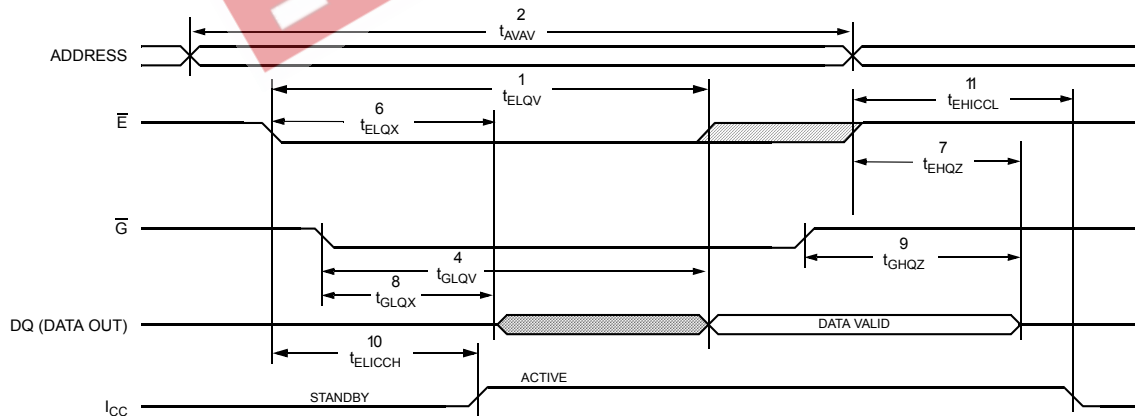 2
tAVAV
ADDRESS
1
tELQV
11
tEHICCL
6
tELQX
E
7
tEHQZ
G
9
tGHQZ
4
tGLQV
8
tGLQX
DQ (DATA OUT)
DATA VALID
10
tELICCH
ACTIVE
STANDBY
ICC